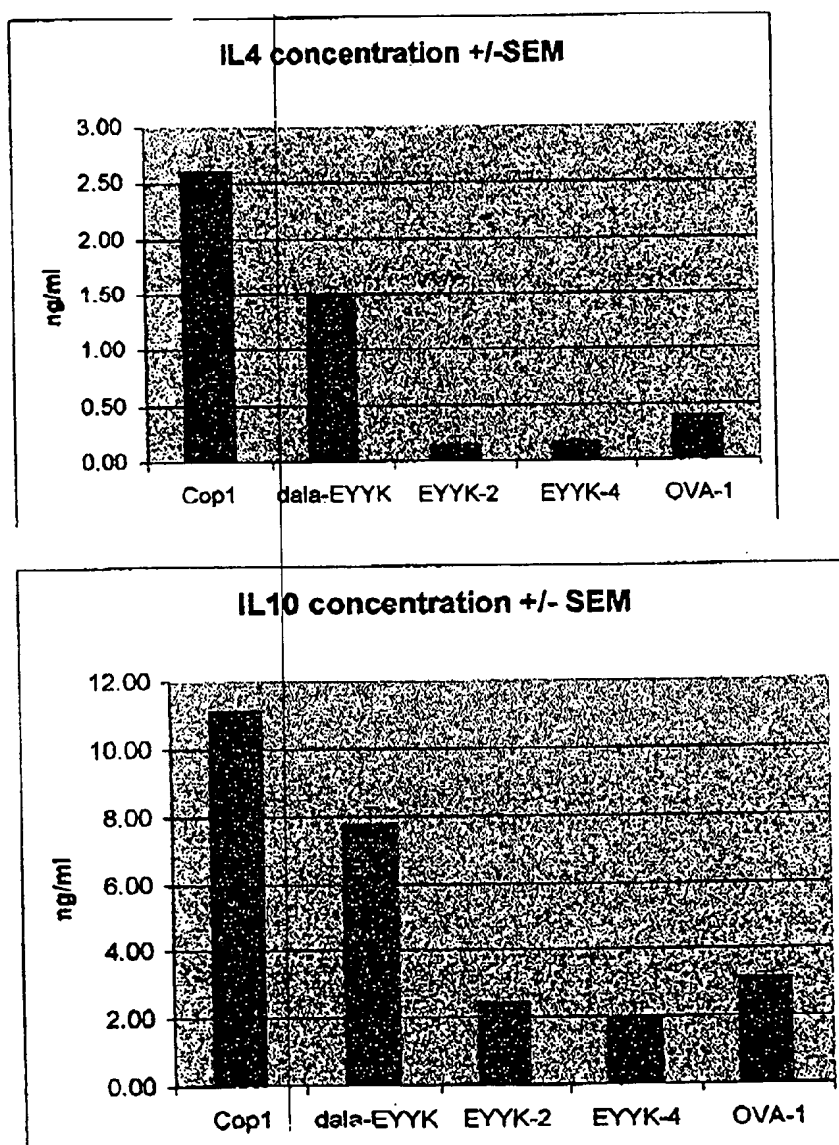 IL4 concentration +/-SEM
3.00
2.50
2.00
1.50
1.00
0.50
0.00
ng/ml
Cop1 dala-EYYK EYYK-2 EYYK-4 OVA-1
IL10 concentration +/- SEM
12.00
10.00
8.00
6.00
4.00
2.00
0.00
ng/ml
Cop1 dala-EYYK EYYK-2 EYYK-4 OVA-1